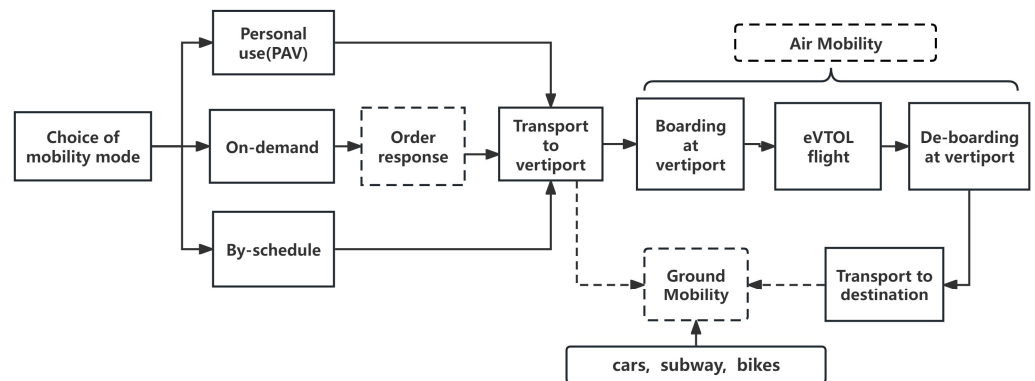 Personal
use(PAV)
Air Mobility
Choice of
mobility mode
On-demand
Order
response
Transport
to
vertiport
Boarding
at
vertiport
eVTOL
flight
De-boarding
at vertiport
By-schedule
Ground
Mobility
Transport to
destination
cars, subway, bikes